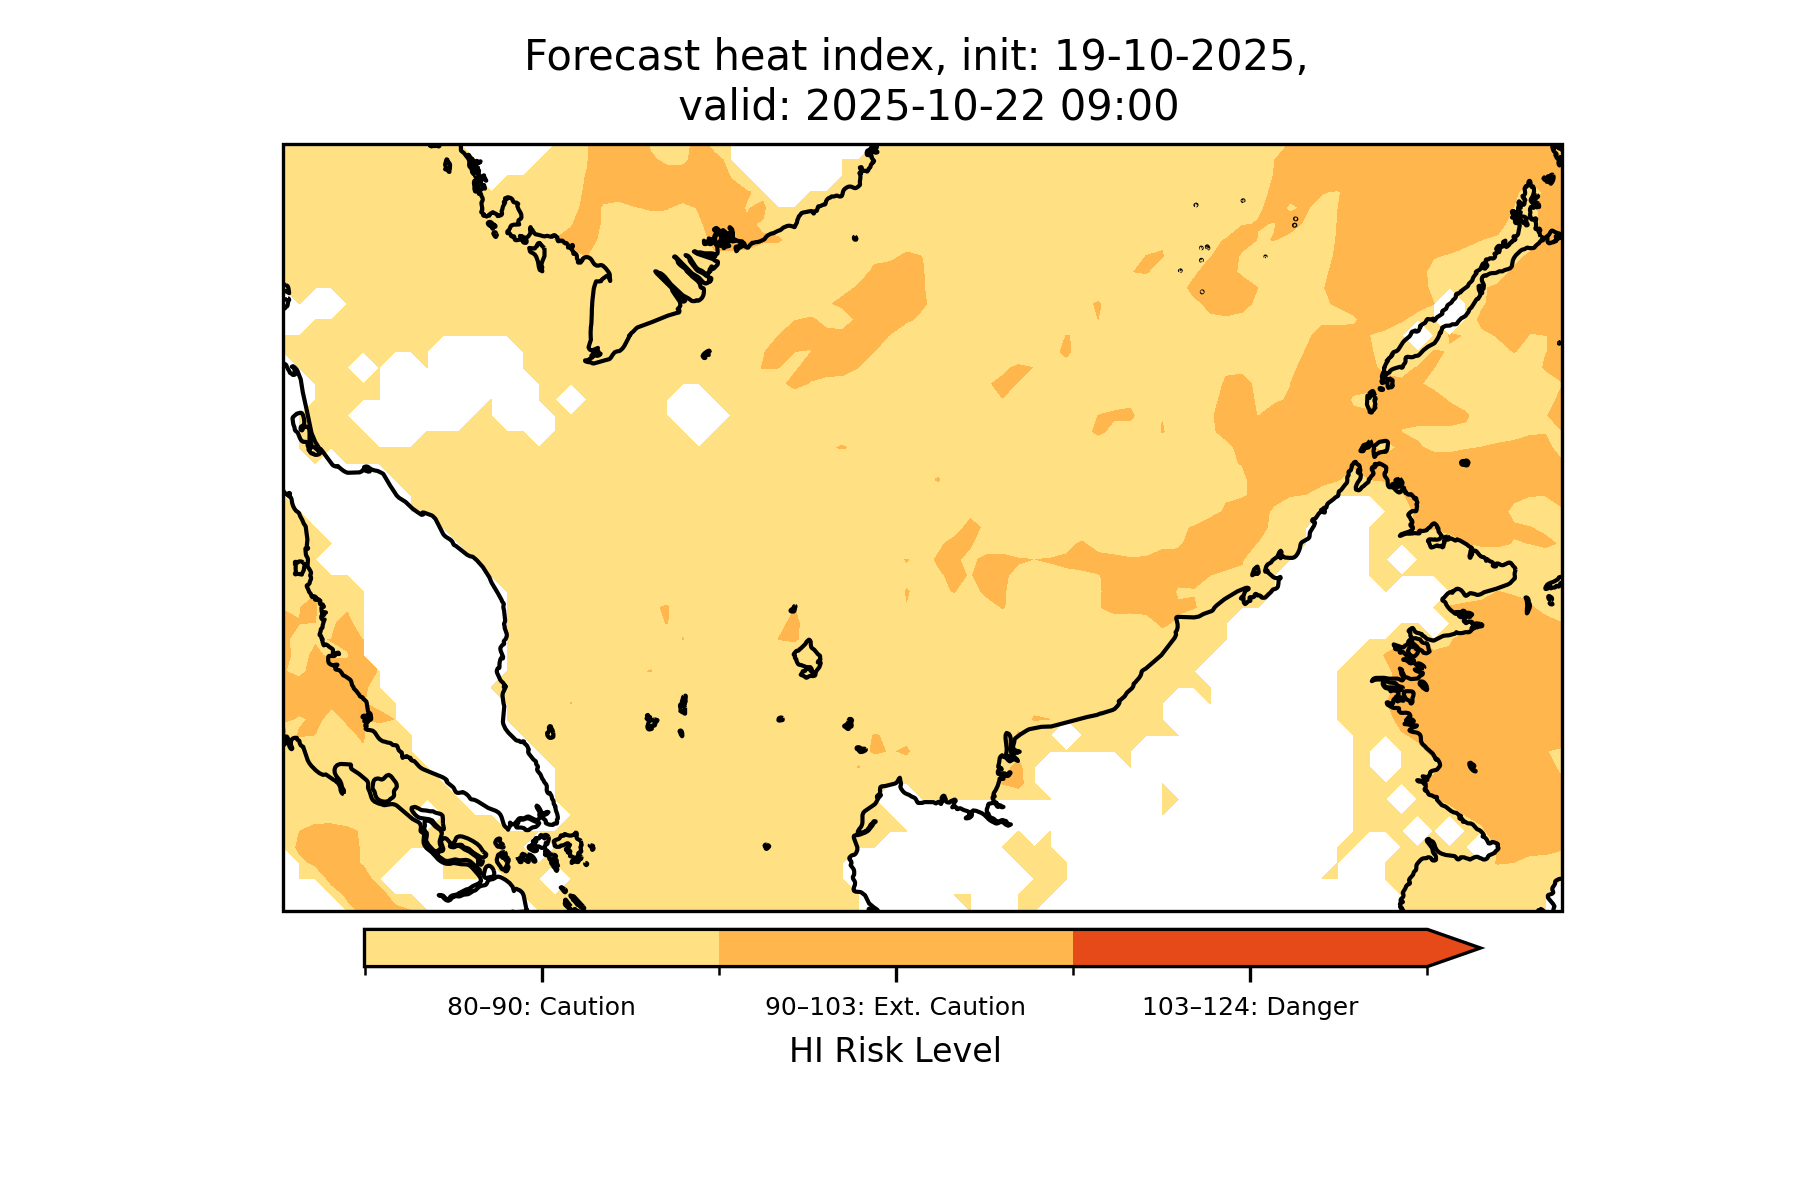 Forecast heat index, init: 19-10-2025,
valid: 2025-10-22 09:00
80–90: Caution
90–103: Ext. Caution
103–124: Danger
HI Risk Level